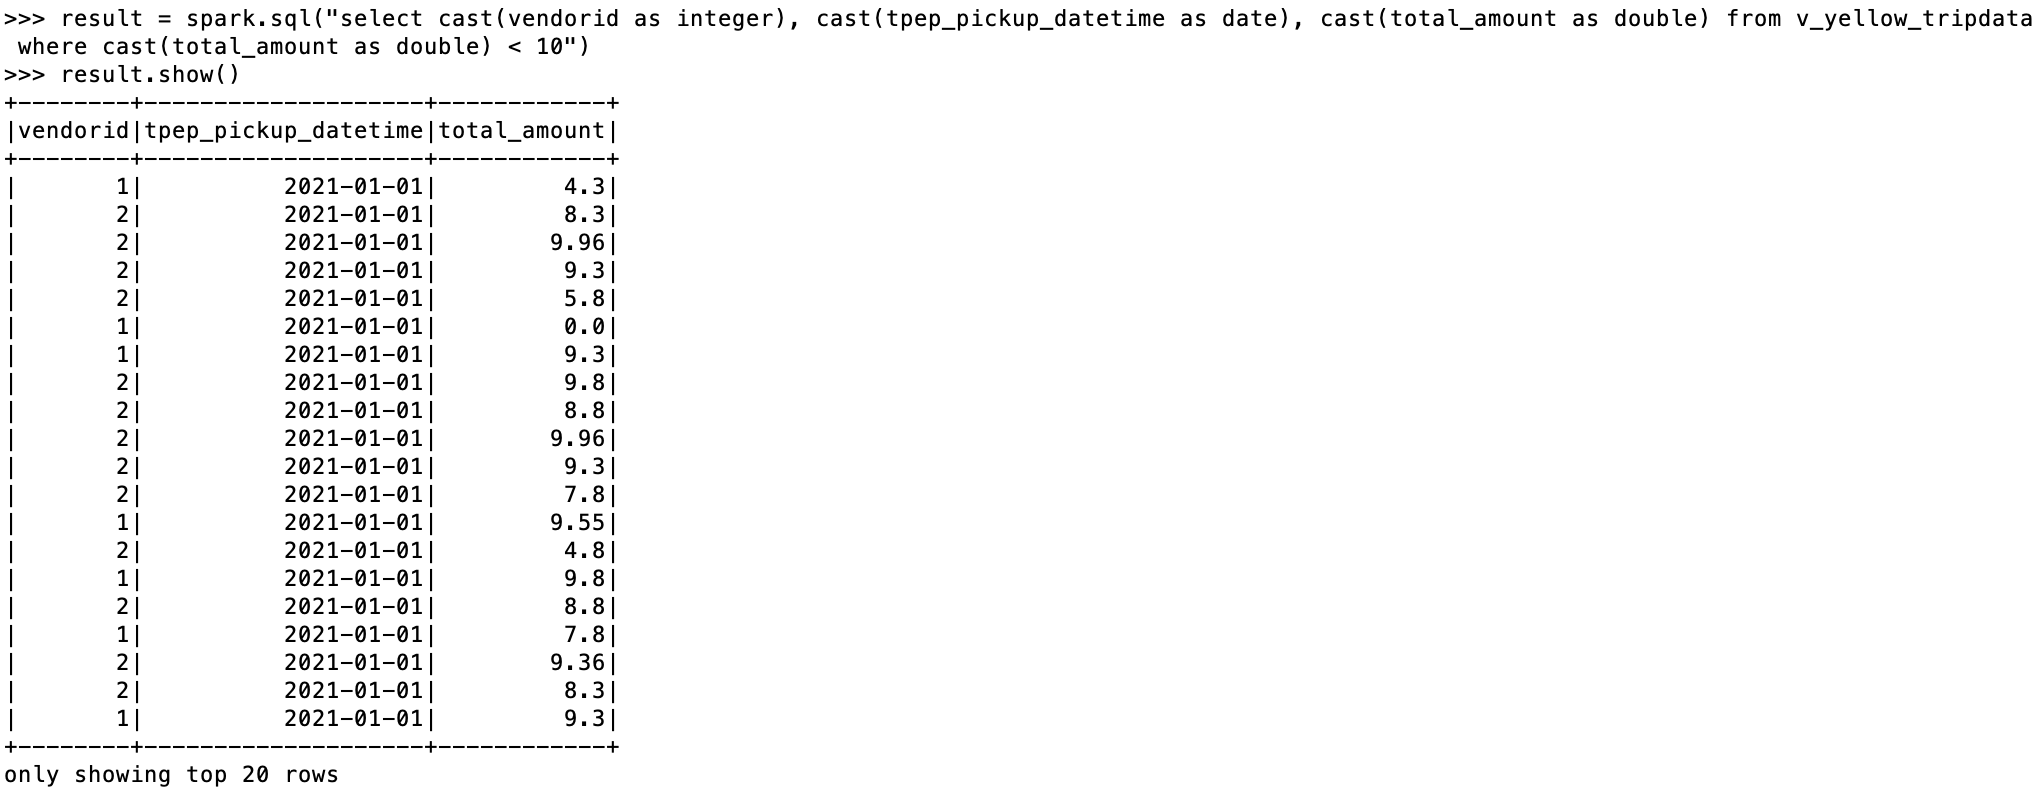 >>> result = spark.sql("select cast(vendorid as integer), cast(tpep_pickup_datetime as date), cast(total_amount as double) from v_yellow_tripdata
 where cast(total_amount as double) < 10")
>>> result.show()
+--------+--------------------+------------+
|vendorid|tpep_pickup_datetime|total_amount|
+--------+--------------------+------------+
|       1|          2021-01-01|         4.3|
|       2|          2021-01-01|         8.3|
|       2|          2021-01-01|        9.96|
|       2|          2021-01-01|         9.3|
|       2|          2021-01-01|         5.8|
|       1|          2021-01-01|         0.0|
|       1|          2021-01-01|         9.3|
|       2|          2021-01-01|         9.8|
|       2|          2021-01-01|         8.8|
|       2|          2021-01-01|        9.96|
|       2|          2021-01-01|         9.3|
|       2|          2021-01-01|         7.8|
|       1|          2021-01-01|        9.55|
|       2|          2021-01-01|         4.8|
|       1|          2021-01-01|         9.8|
|       2|          2021-01-01|         8.8|
|       1|          2021-01-01|         7.8|
|       2|          2021-01-01|        9.36|
|       2|          2021-01-01|         8.3|
|       1|          2021-01-01|         9.3|
+--------+--------------------+------------+
only showing top 20 rows